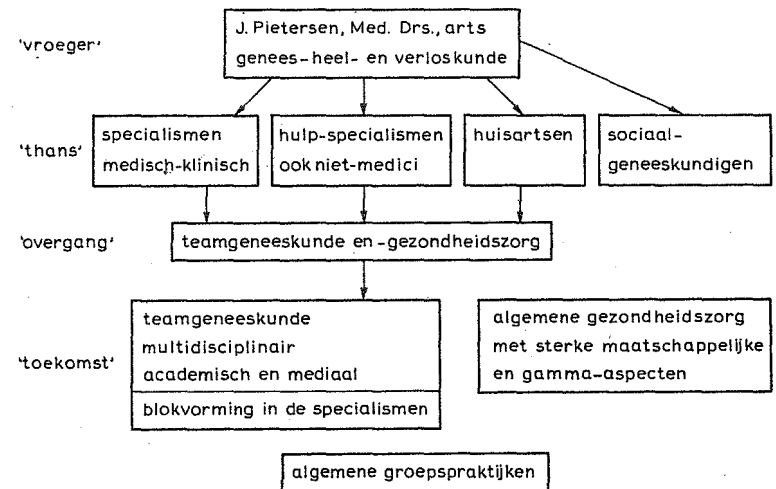 'vroeger'
J. Pietersen, Med. Drs., arts
genees-heel- en verloskunde
'thans'
specialismen
medisch-klinisch
hulp-specialismen
ook niet-medici
huisartsen
sociaal-
geneeskundigen
'overgang'
teamgeneeskunde en -gezondheidszorg
'toekomst'
teamgeneeskunde
multidisciplinair
academisch en mediaal
blokvorming in de specialismen
algemene gezondheidszorg
met sterke maatschappelijke
en gamma-aspecten
algemene groepspraktijken